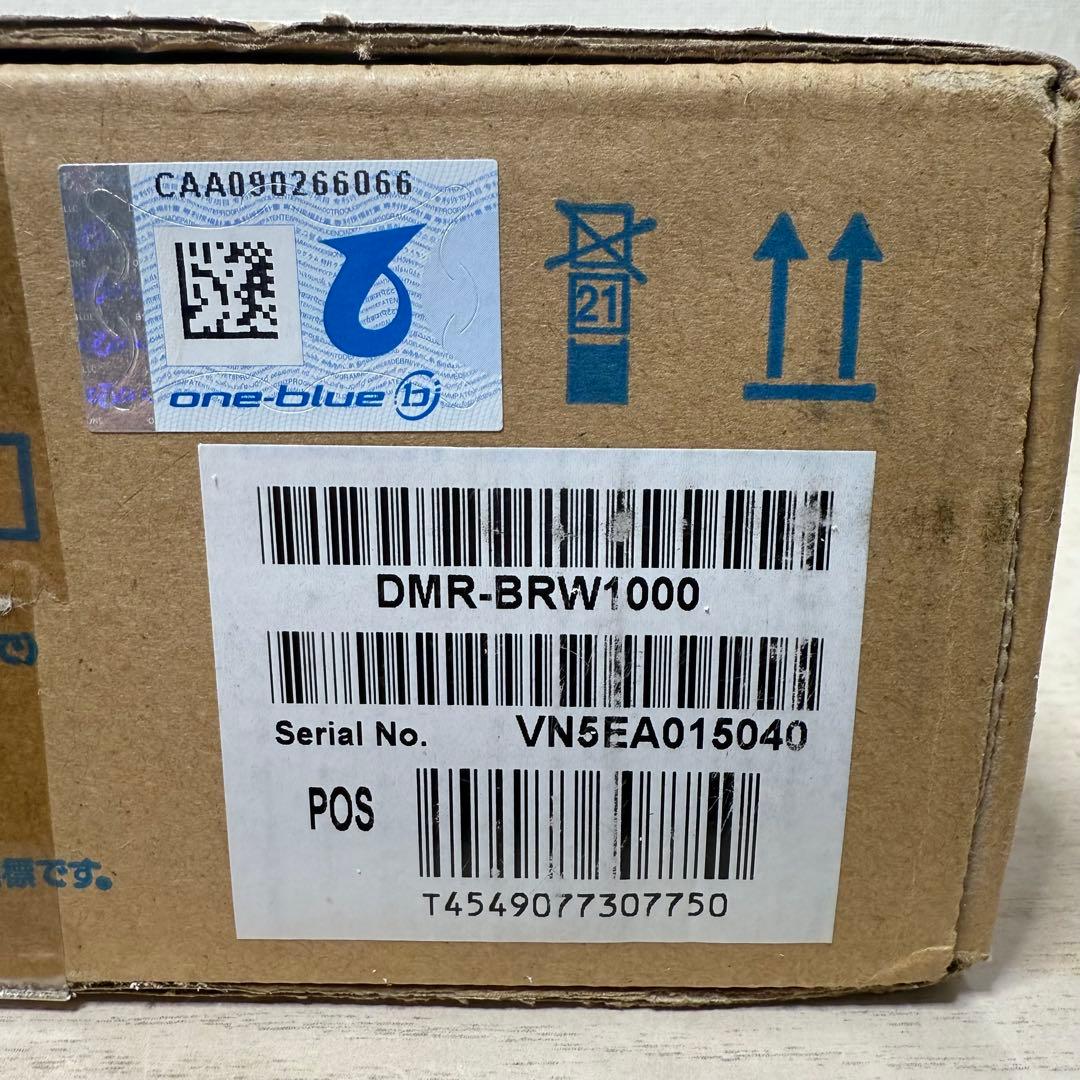 CAA090266066
one-blue
21
DMR-BRW1000
Serial No. VN5EA015040
POS
T4549077307750
標です。